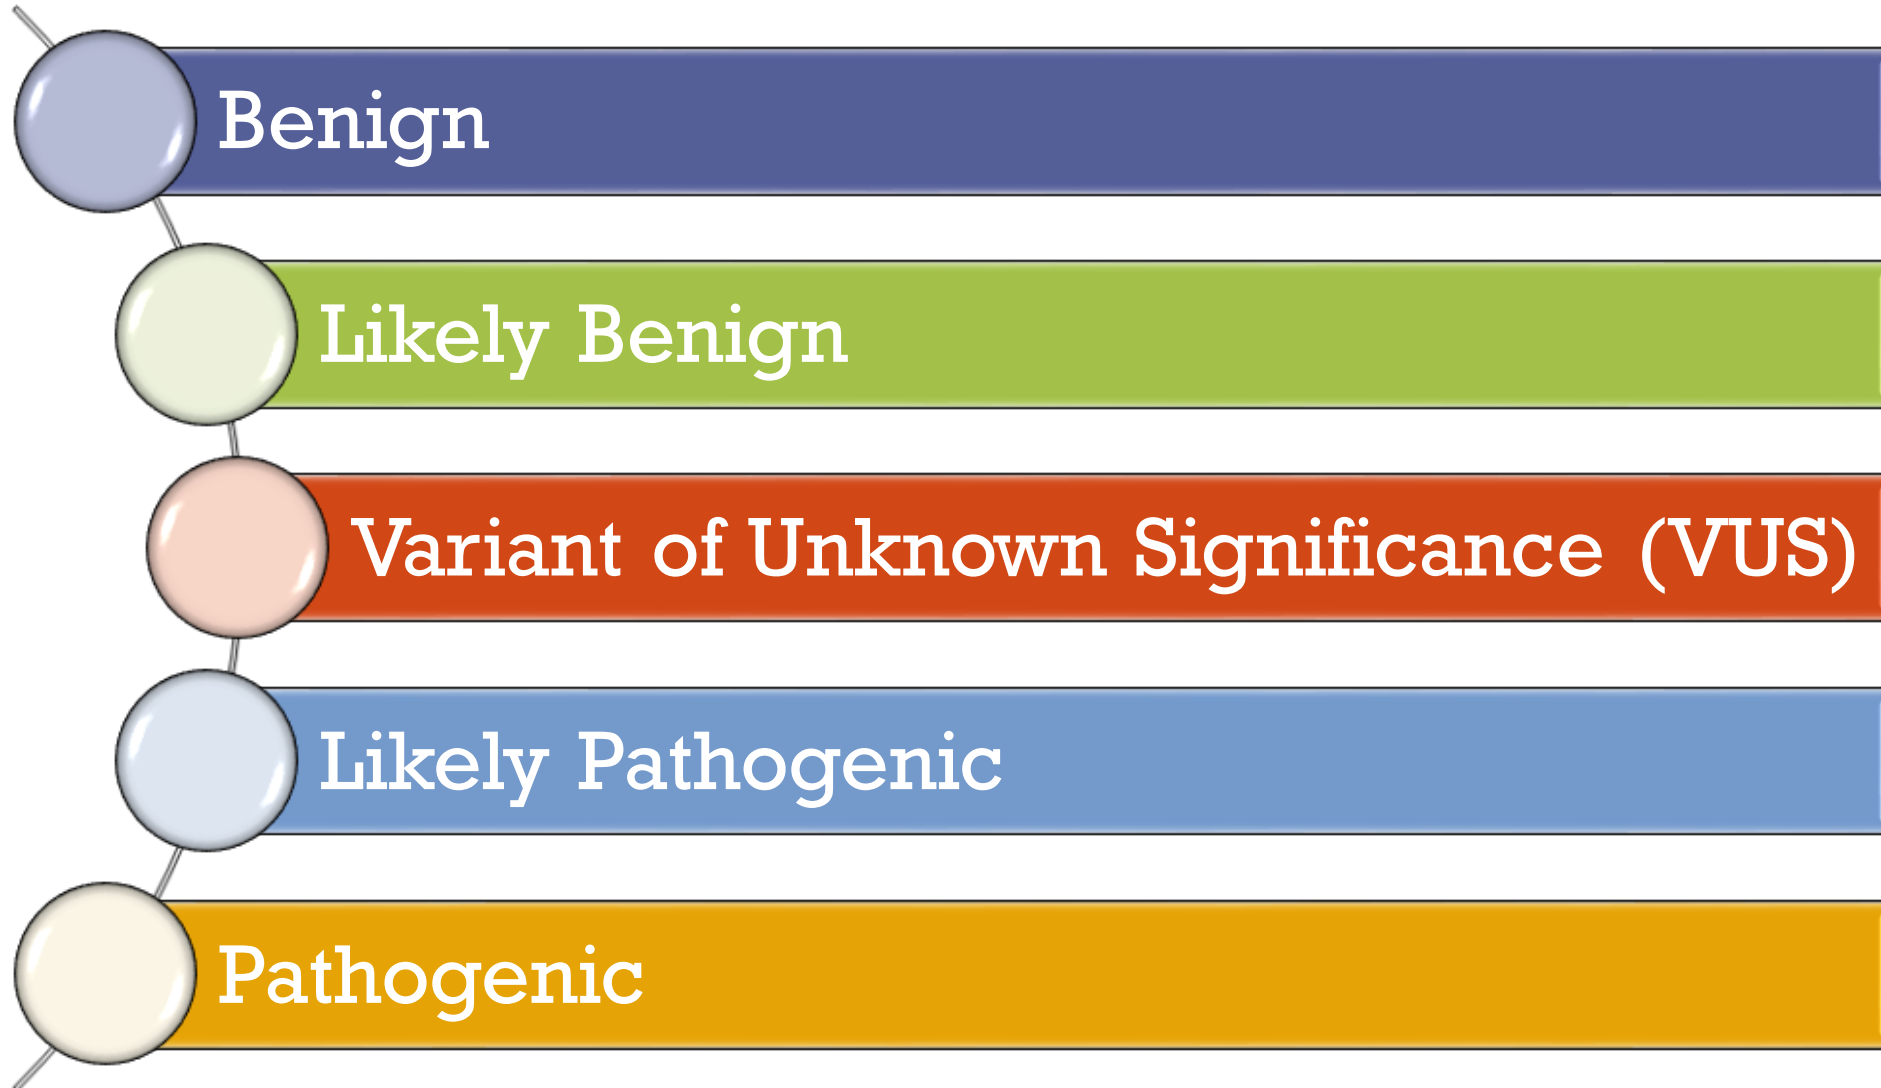 Benign
Likely Benign
Variant of Unknown Significance (VUS)
Likely Pathogenic
Pathogenic